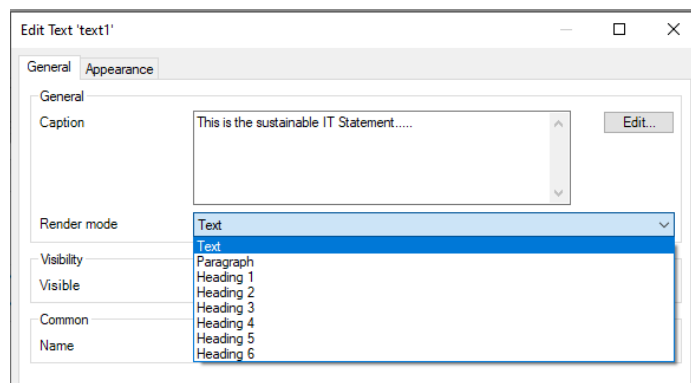 Edit Text 'text1'
General Appearance
General
Caption This is the sustainable IT Statement..... Edit...
Render mode Text
Text
Paragraph
Visibility Heading 1
Heading 2
Visible Heading 3
Heading 4
Common Heading 5
Name Heading 6